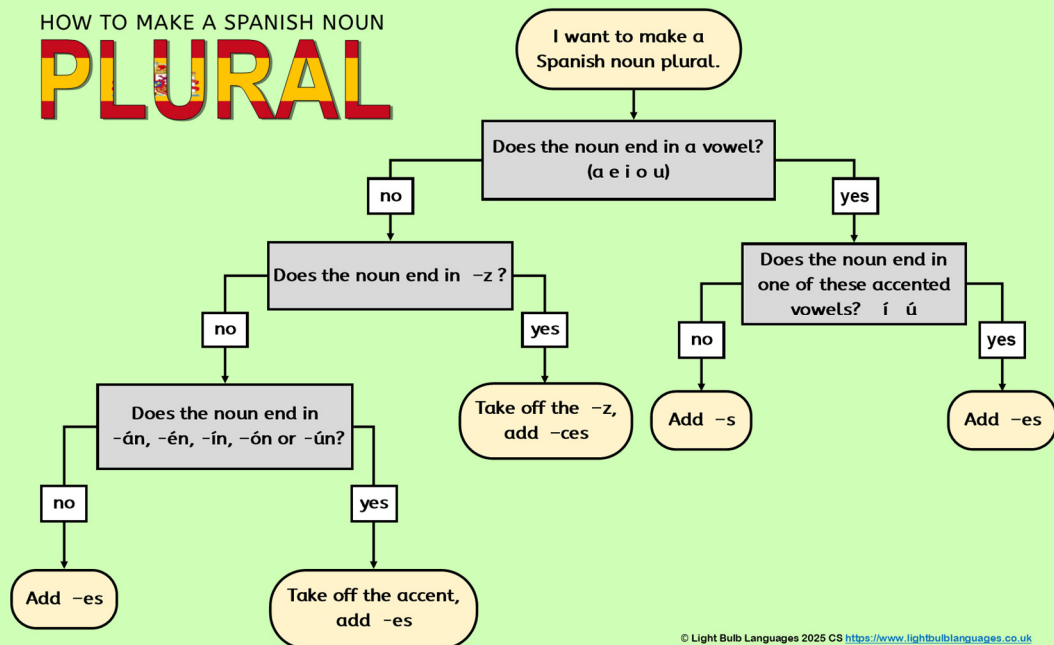 HOW TO MAKE A SPANISH NOUN
PLURAL
I want to make a
Spanish noun plural.
Does the noun end in a vowel?
(a e i o u)
no
yes
Does the noun end in –z ?
Does the noun end in
one of these accented
vowels? í ú
no
yes
no
yes
Does the noun end in
-án, -én, -ín, -ón or -ún?
Take off the –z,
add –ces
Add –s
Add –es
no
yes
Add –es
Take off the accent,
add -es
© Light Bulb Languages 2025 CS https://www.lightbulblanguages.co.uk